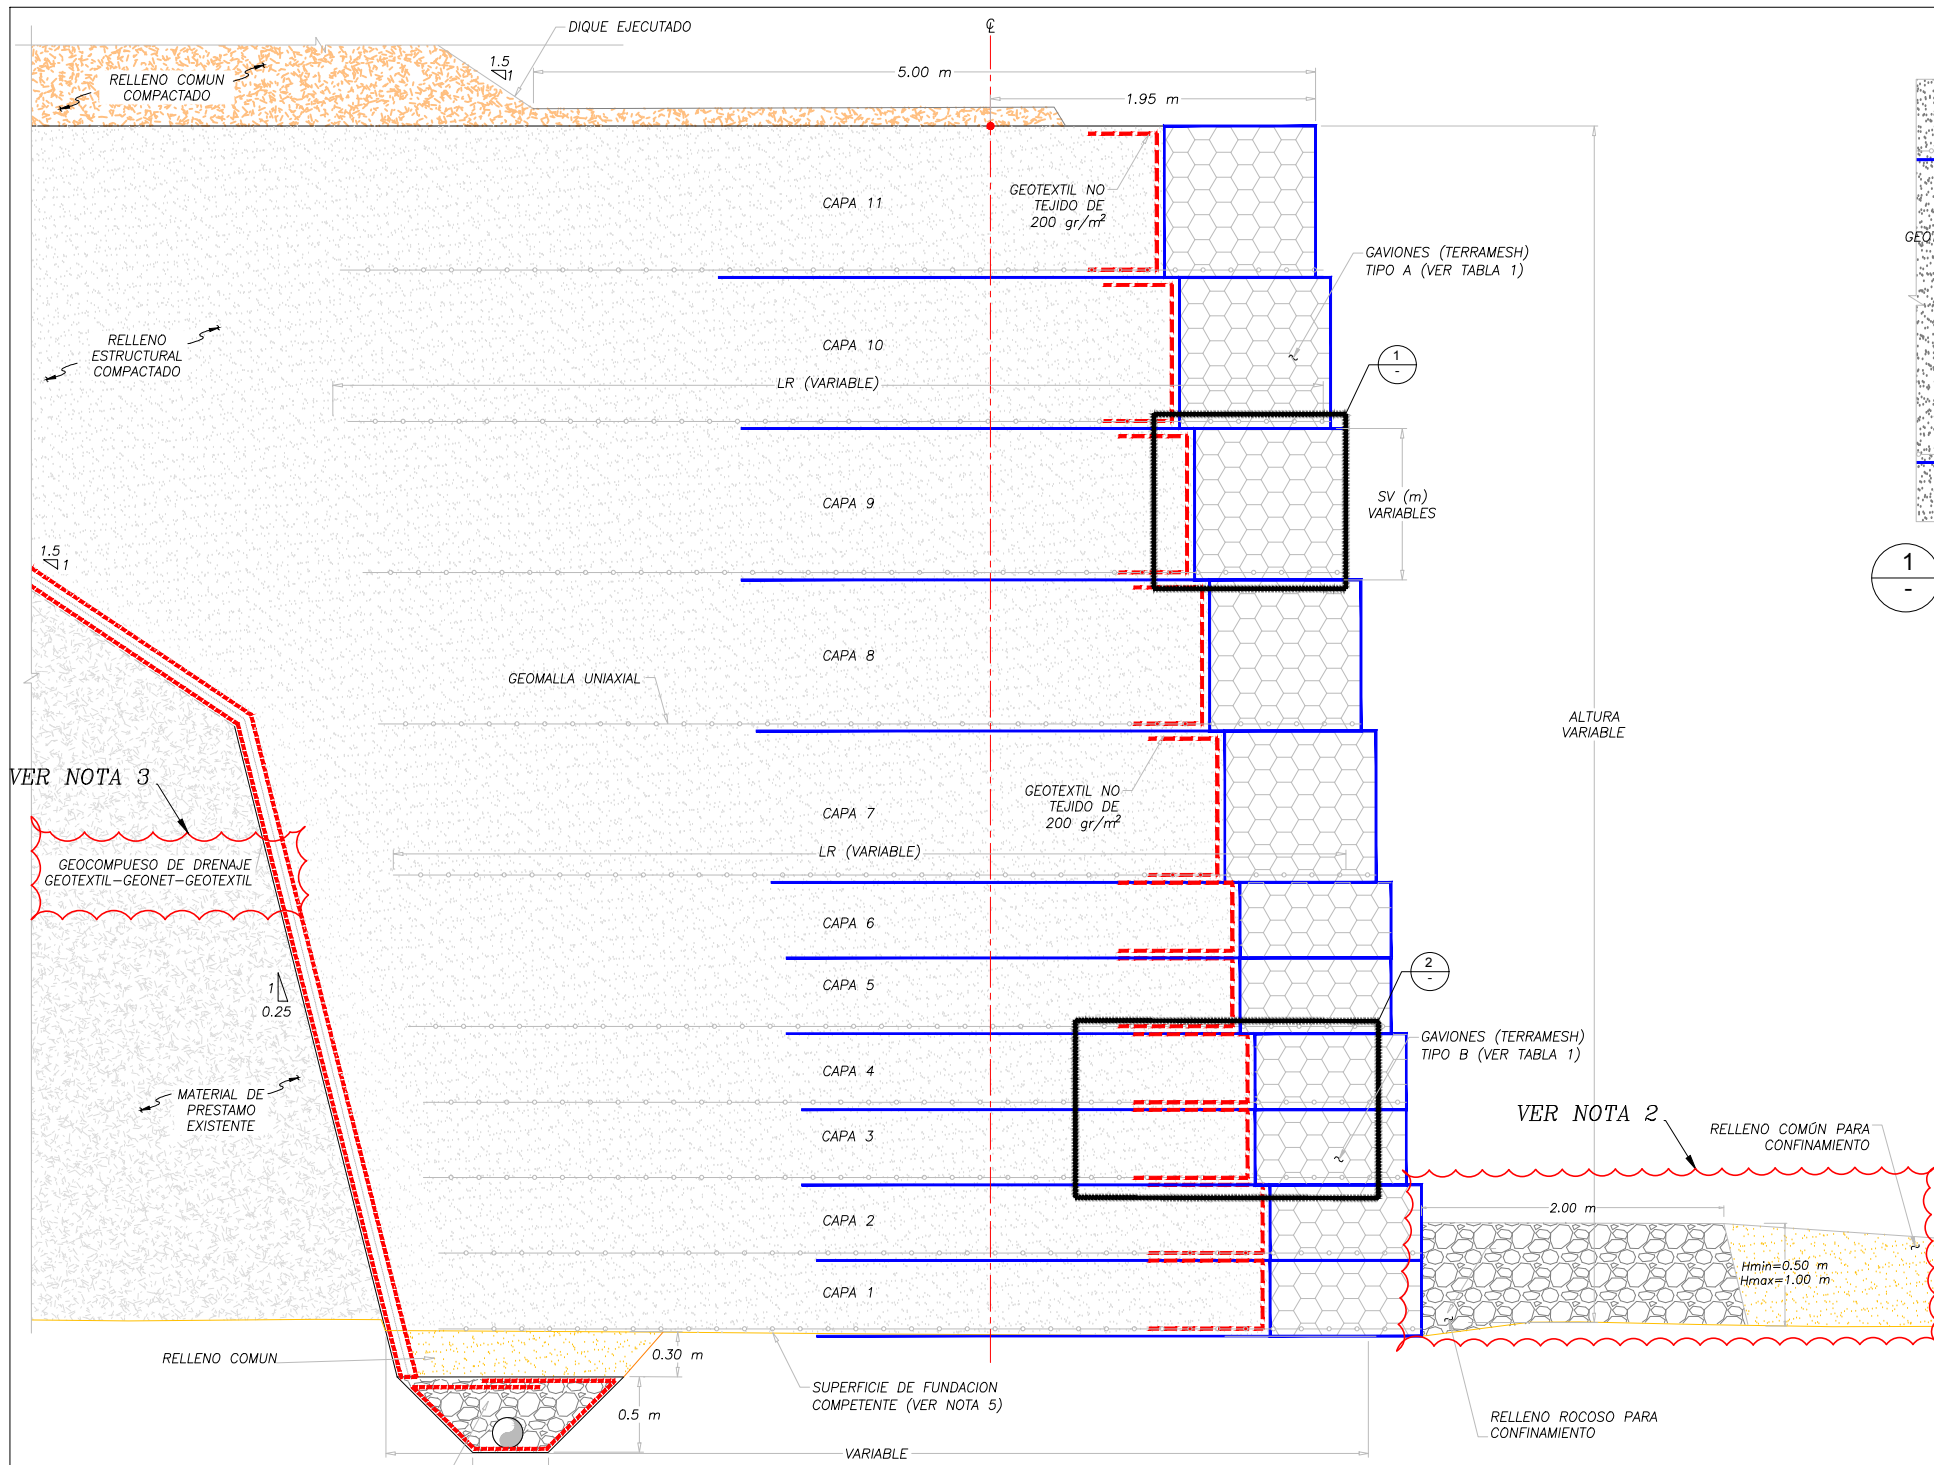 DIQUE EJECUTADO
℄
RELLENO COMUN
COMPACTADO
1.5
1
5.00 m
1.95 m
CAPA 11
GEOTEXTIL NO
TEJIDO DE
200 gr/m²
GAVIONES (TERRAMESH)
TIPO A (VER TABLA 1)
RELLENO
ESTRUCTURAL
COMPACTADO
CAPA 10
LR (VARIABLE)
1
-
CAPA 9
SV (m)
VARIABLES
1.5
1
1
-
CAPA 8
GEOMALLA UNIAXIAL
ALTURA
VARIABLE
VER NOTA 3
GEOTEXTIL NO
TEJIDO DE
200 gr/m²
CAPA 7
LR (VARIABLE)
GEOCOMPUESO DE DRENAJE
GEOTEXTIL-GEONET-GEOTEXTIL
CAPA 6
2
-
CAPA 5
1
0.25
GAVIONES (TERRAMESH)
TIPO B (VER TABLA 1)
CAPA 4
MATERIAL DE
PRESTAMO
EXISTENTE
CAPA 3
VER NOTA 2
RELLENO COMÚN PARA
CONFINAMIENTO
CAPA 2
2.00 m
Hmin=0.50 m
Hmax=1.00 m
CAPA 1
RELLENO COMUN
0.30 m
SUPERFICIE DE FUNDACION
COMPETENTE (VER NOTA 5)
0.5 m
RELLENO ROCOSO PARA
CONFINAMIENTO
VARIABLE